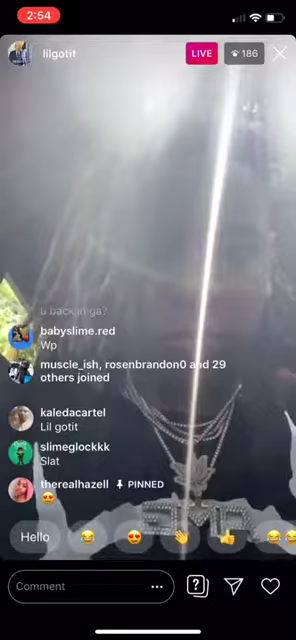 2:54
lilgotit
LIVE
186
u back in ga?
babyslime.red
Wp
muscle_ish, rosenbrandon0 and 29
others joined
kaledacartel
Lil gotit
slimeglockkk
Slat
therealhazell PINNED
😍
Hello 😂 😍 👏 👍 😂 😂
Comment